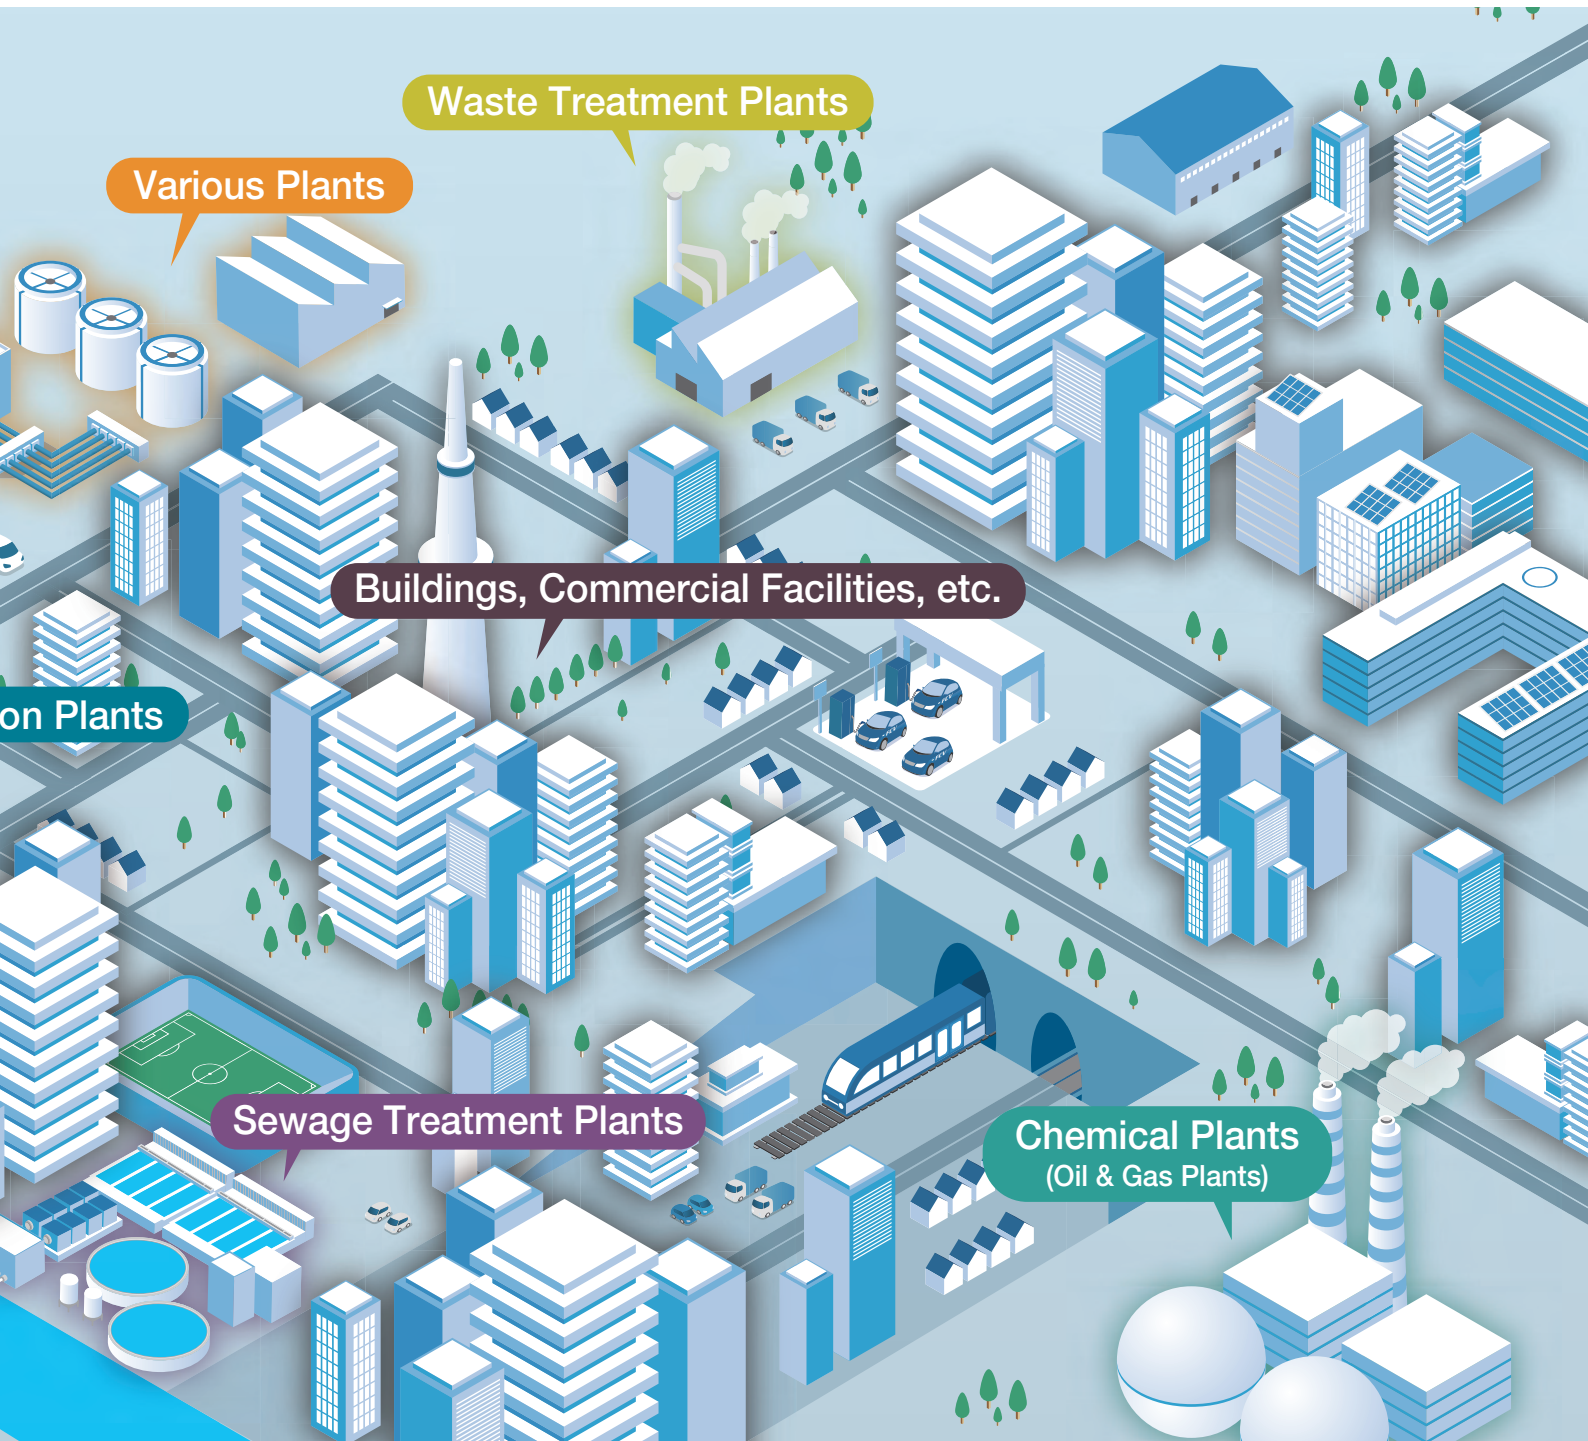 Waste Treatment Plants
Various Plants
Buildings, Commercial Facilities, etc.
on Plants
Sewage Treatment Plants
Chemical Plants
(Oil & Gas Plants)